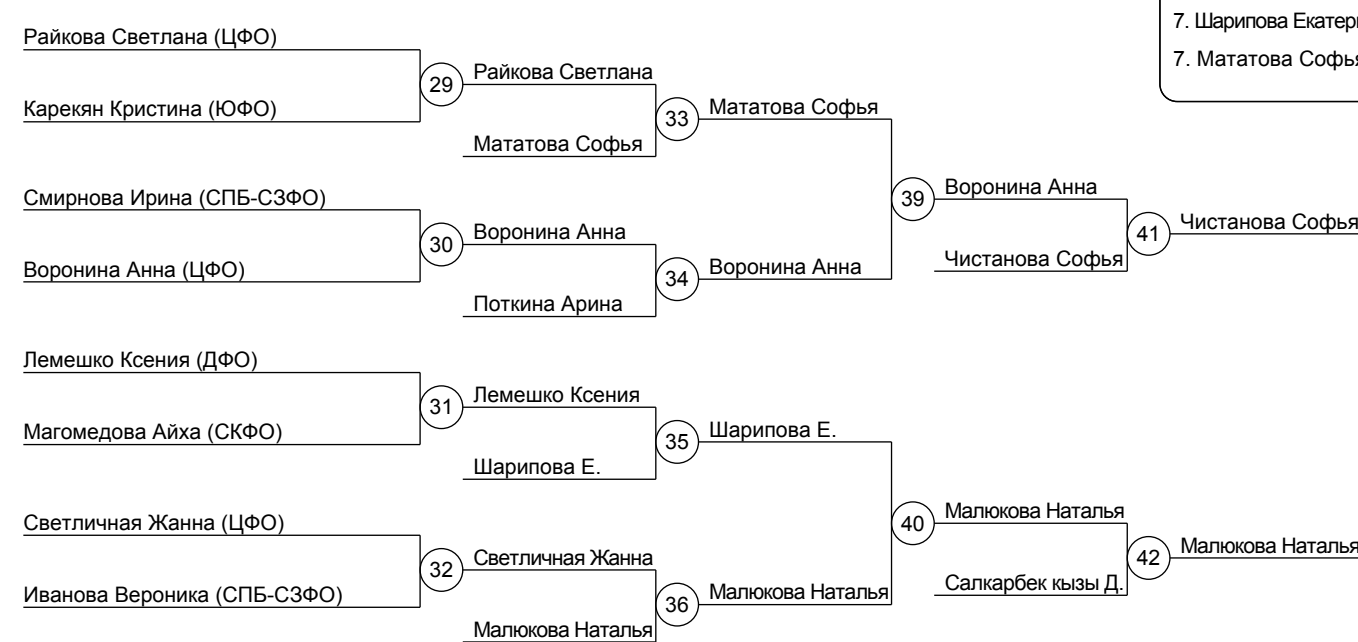 7. Шарипова
7. Мататова Софья
Райкова Светлана (ЦФО)
29
Райкова Светлана
Карекян Кристина (ЮФО)
33
Мататова Софья
Мататова Софья
Смирнова Ирина (СПБ-СЗФО)
39
Воронина Анна
30
Воронина Анна
41
Чистанова Софья
Воронина Анна (ЦФО)
34
Воронина Анна
Чистанова Софья
Поткина Арина
Лемешко Ксения (ДФО)
31
Лемешко Ксения
Магомедова Айха (СКФО)
35
Шарипова Е.
Шарипова Е.
Светличная Жанна (ЦФО)
40
Малюкова Наталья
32
Светличная Жанна
42
Малюкова Наталья
Иванова Вероника (СПБ-СЗФО)
36
Малюкова Наталья
Салкарбек кызы Д.
Малюкова Наталья